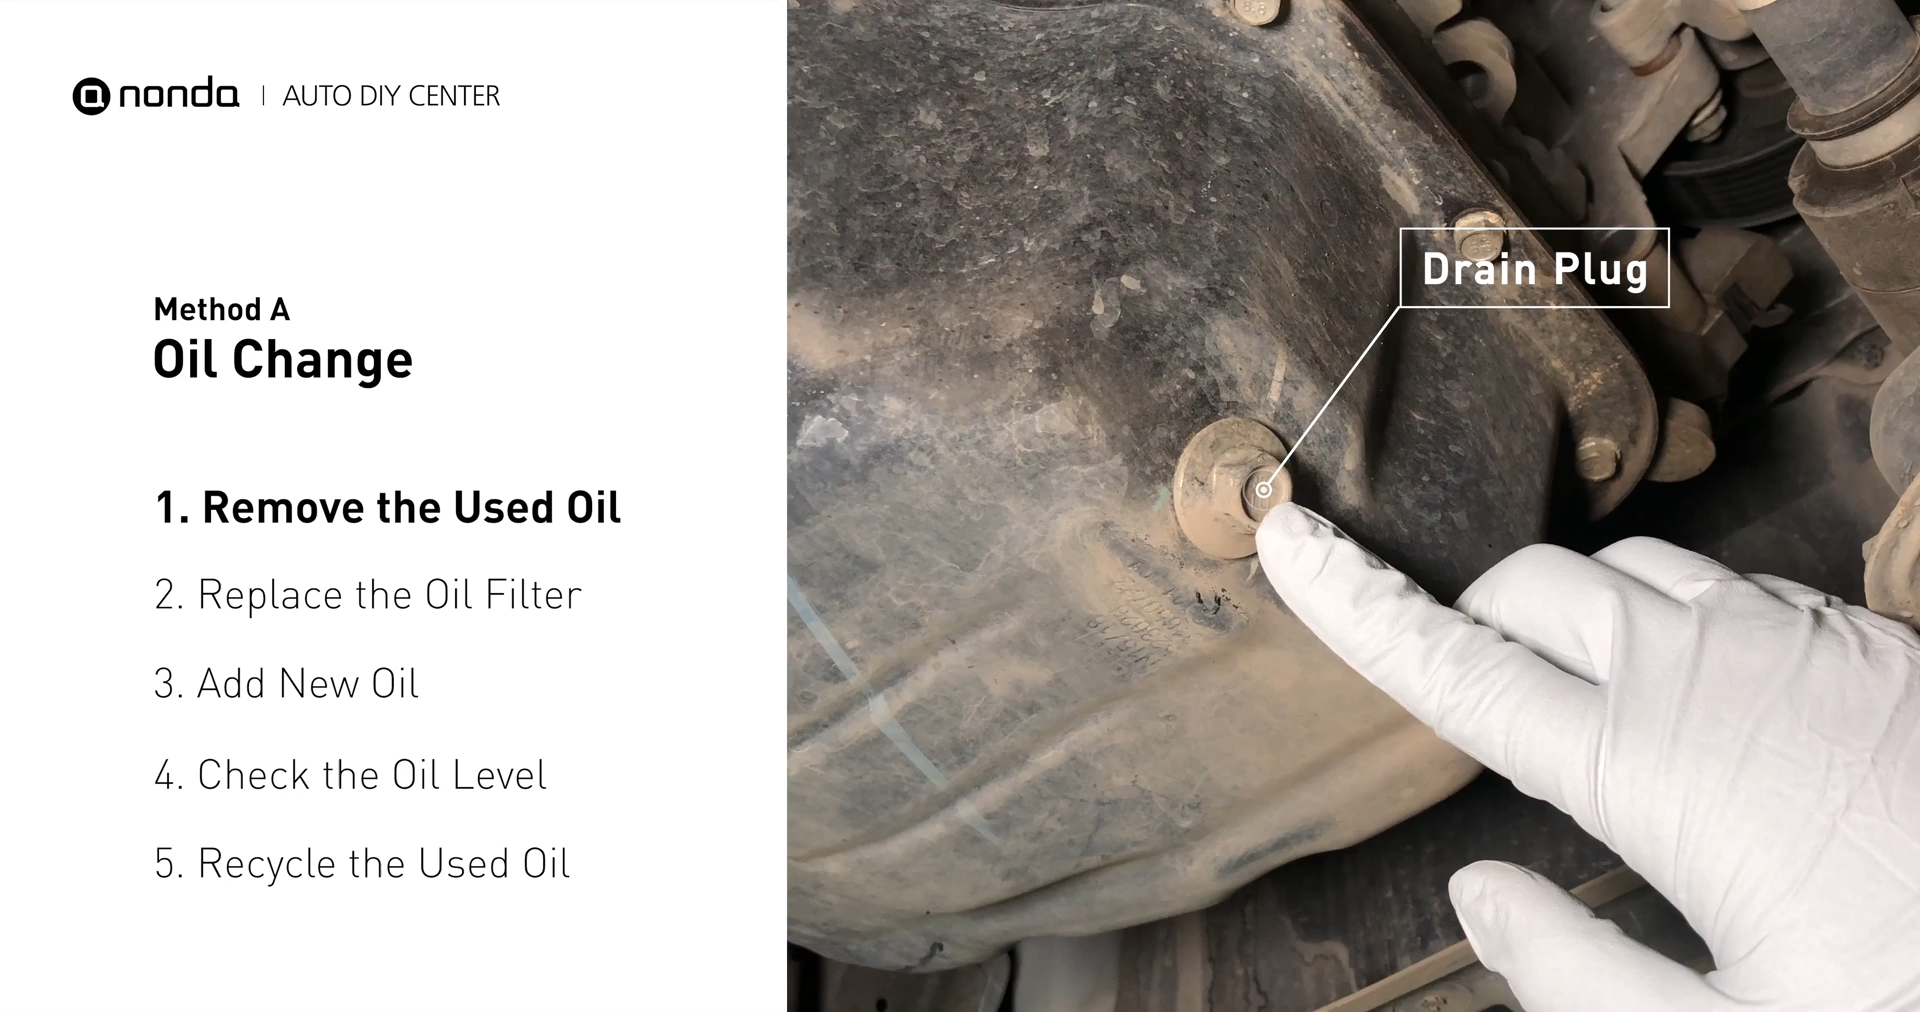 nonda | AUTO DIY CENTER
Method A
Oil Change
1. Remove the Used Oil
2. Replace the Oil Filter
3. Add New Oil
4. Check the Oil Level
5. Recycle the Used Oil
Drain Plug